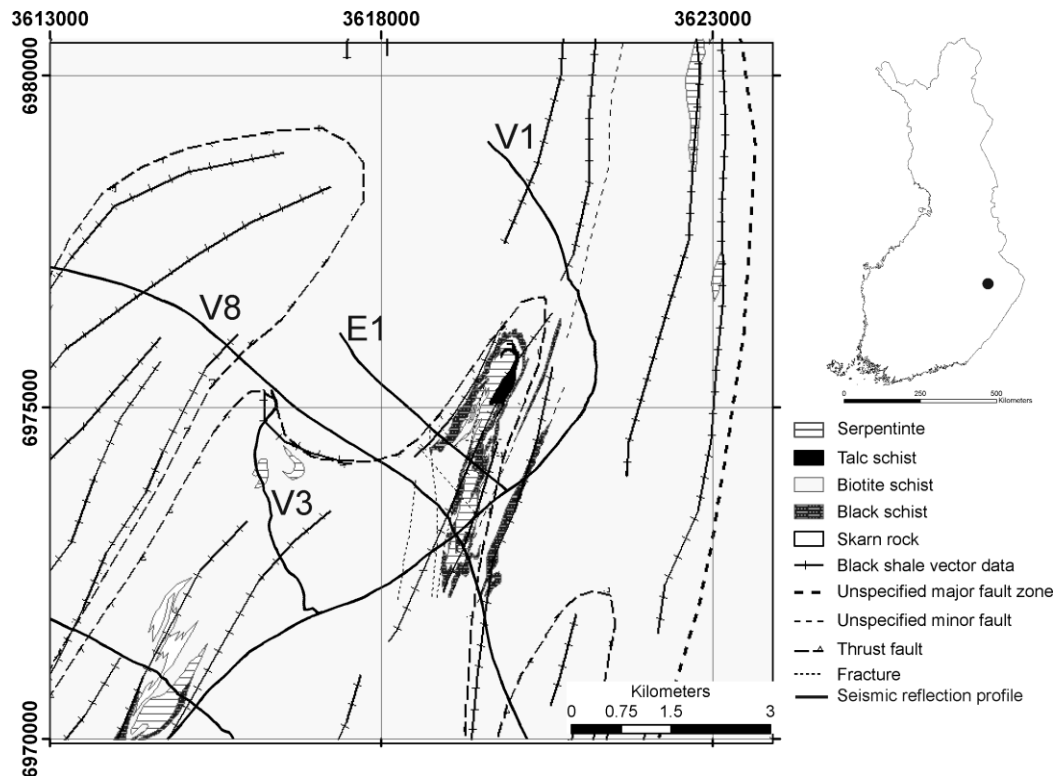 3613000 3618000 3623000
6980000
6975000
6970000
V1
V8
E1
V3
Kilometers
0 0.75 1.5 3
0 250 500
Kilometers
Serpentinte
Talc schist
Biotite schist
Black schist
Skarn rock
Black shale vector data
Unspecified major fault zone
Unspecified minor fault
Thrust fault
Fracture
Seismic reflection profile